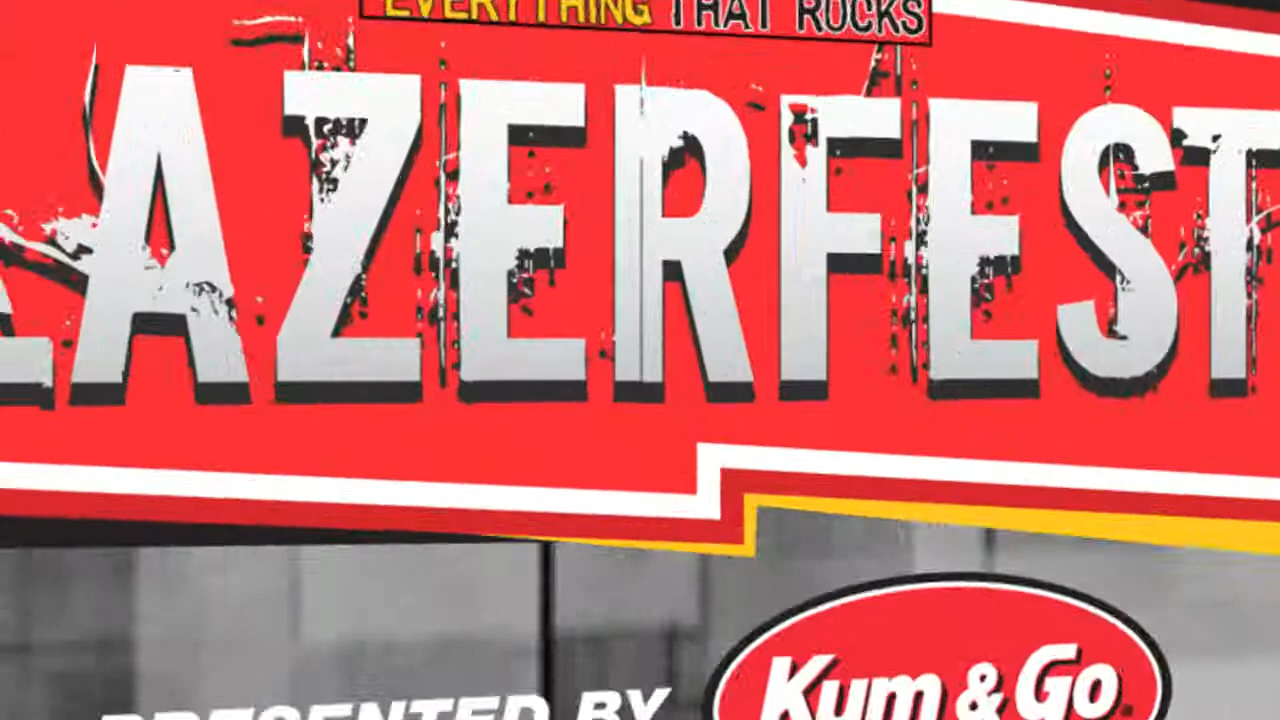 EVERYTHING THAT ROCKS
LAZERFEST
PRESENTED BY
Kum & Go